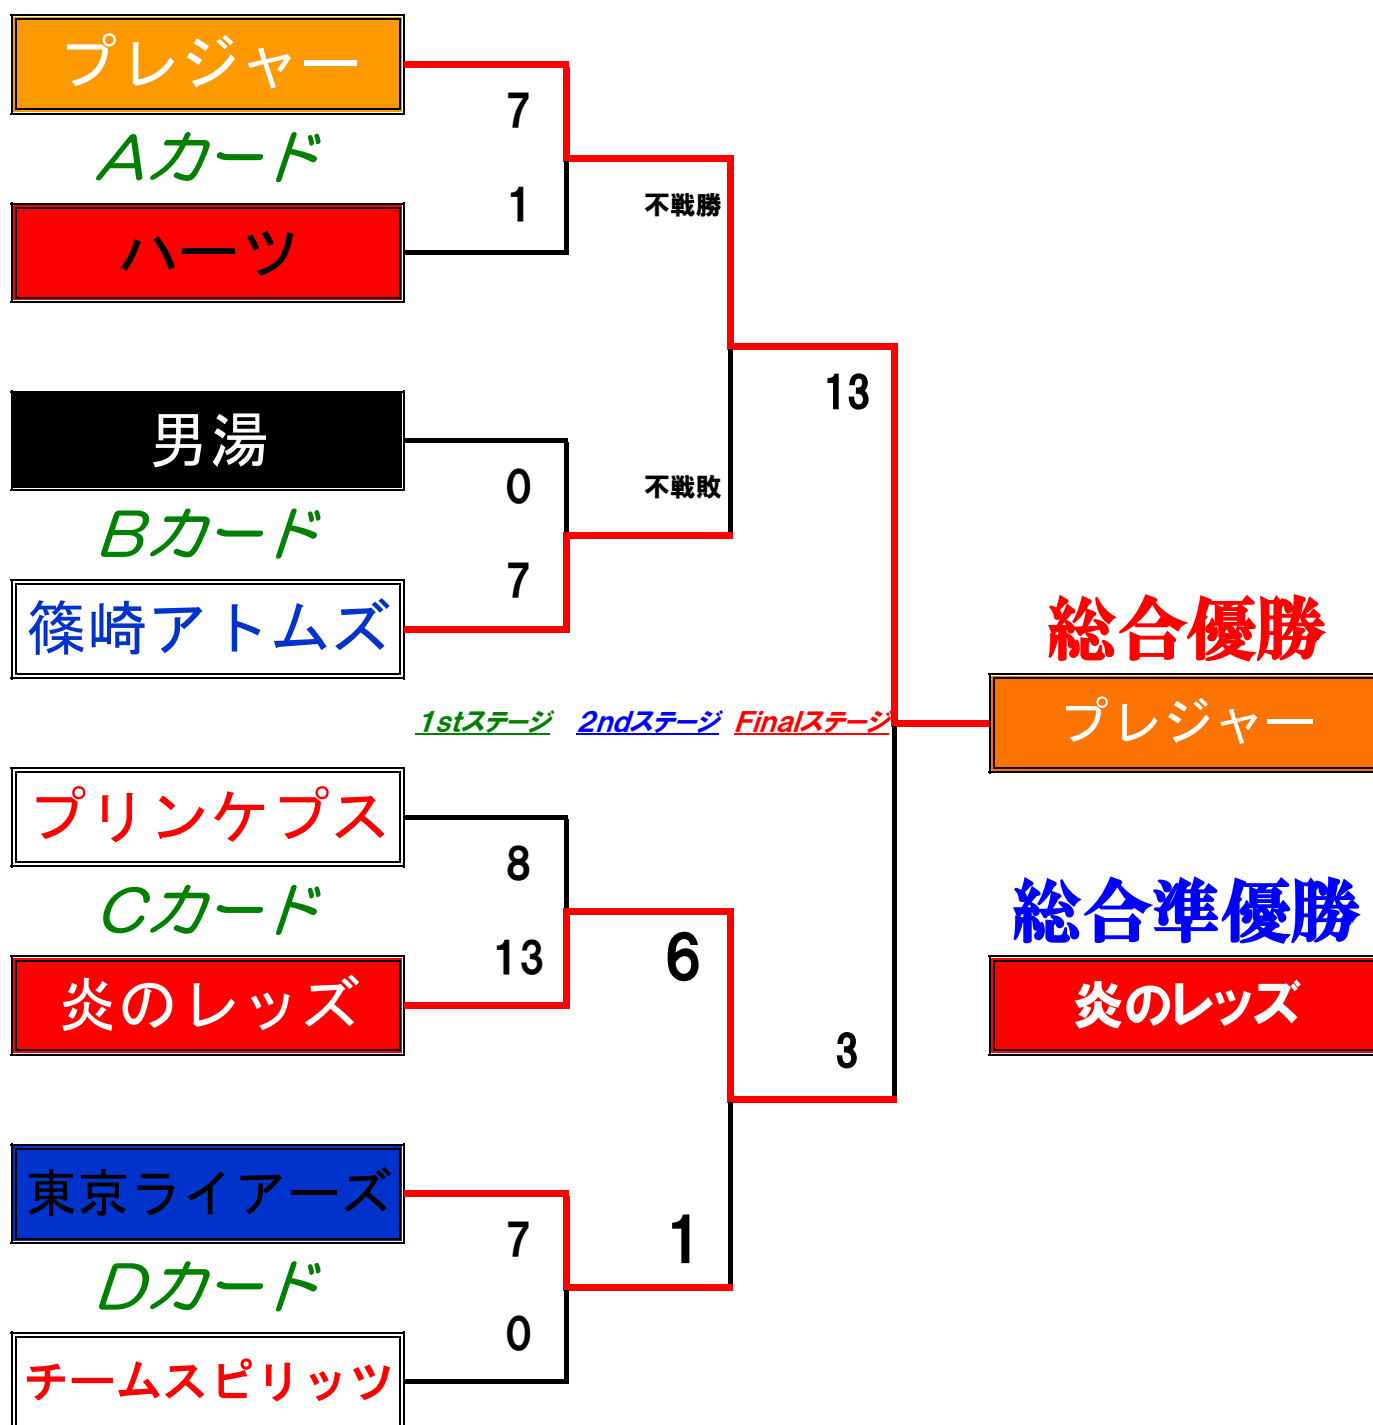 プレジャー
7
Aカード
1
不戦勝
ハーツ
13
男湯
0
不戦敗
Bカード
7
篠崎アトムズ
総合優勝
1stステージ 2ndステージ Finalステージ
プレジャー
プリンケプス
8
Cカード
総合準優勝
13
6
炎のレッズ
炎のレッズ
3
東京ライアーズ
7
1
Dカード
0
チームスピリッツ